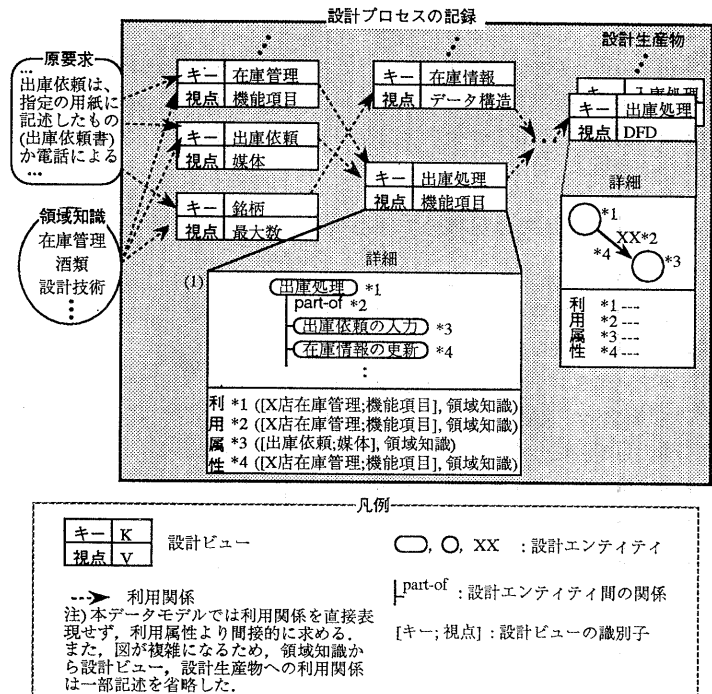 設計プロセスの記録
原要求
...
出庫依頼は、
指定の用紙に
記述したもの
(出庫依頼書)
か電話による
...
領域知識
在庫管理
酒類
設計技術
キー 在庫管理
視点 機能項目
キー 出庫依頼
視点 媒体
キー 銘柄
視点 最大数
キー 在庫情報
視点 データ構造
キー 出庫処理
視点 機能項目
設計生産物
キー 入庫処理
キー 出庫処理
視点 DFD
詳細
*1
XX*2
*4
*3
利用属性
*1 ---
*2 ---
*3 ---
*4 ---
詳細
(1)
出庫処理 *1
part-of *2
出庫依頼の入力 *3
在庫情報の更新 *4
:
利用属性
*1 ([X店在庫管理;機能項目], 領域知識)
*2 ([X店在庫管理;機能項目], 領域知識)
*3 ([出庫依頼;媒体], 領域知識)
*4 ([X店在庫管理;機能項目], 領域知識)
凡例
キー K
視点 V
設計ビュー
利用関係
注) 本データモデルでは利用関係を直接表
現せず，利用属性より間接的に求める．
また，図が複雑になるため，領域知識か
ら設計ビュー，設計生産物への利用関係
は一部記述を省略した．
, , XX : 設計エンティティ
part-of : 設計エンティティ間の関係
[キー; 視点] : 設計ビューの識別子